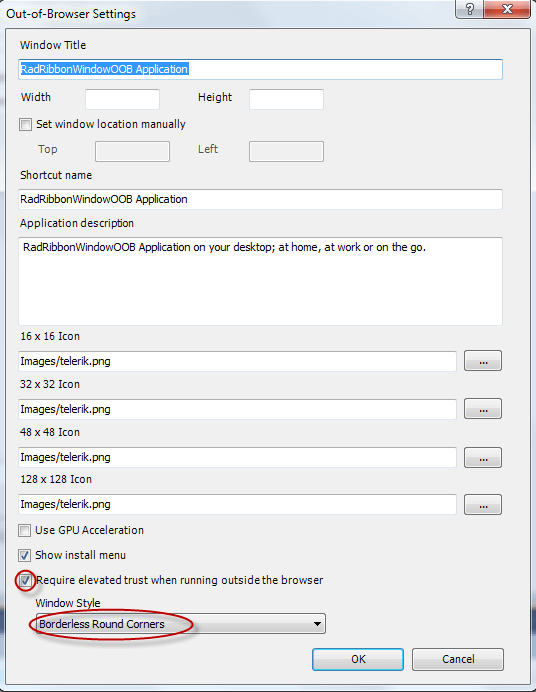 Out-of-Browser Settings
Window Title
RadRibbonWindowOOB Application
Width Height
Set window location manually
Top Left
Shortcut name
RadRibbonWindowOOB Application
Application description
RadRibbonWindowOOB Application on your desktop; at home, at work or on the go.
16 x 16 Icon
Images/telerik.png ...
32 x 32 Icon
Images/telerik.png ...
48 x 48 Icon
Images/telerik.png ...
128 x 128 Icon
Images/telerik.png ...
Use GPU Acceleration
Show install menu
Require elevated trust when running outside the browser
Window Style
Borderless Round Corners
OK Cancel